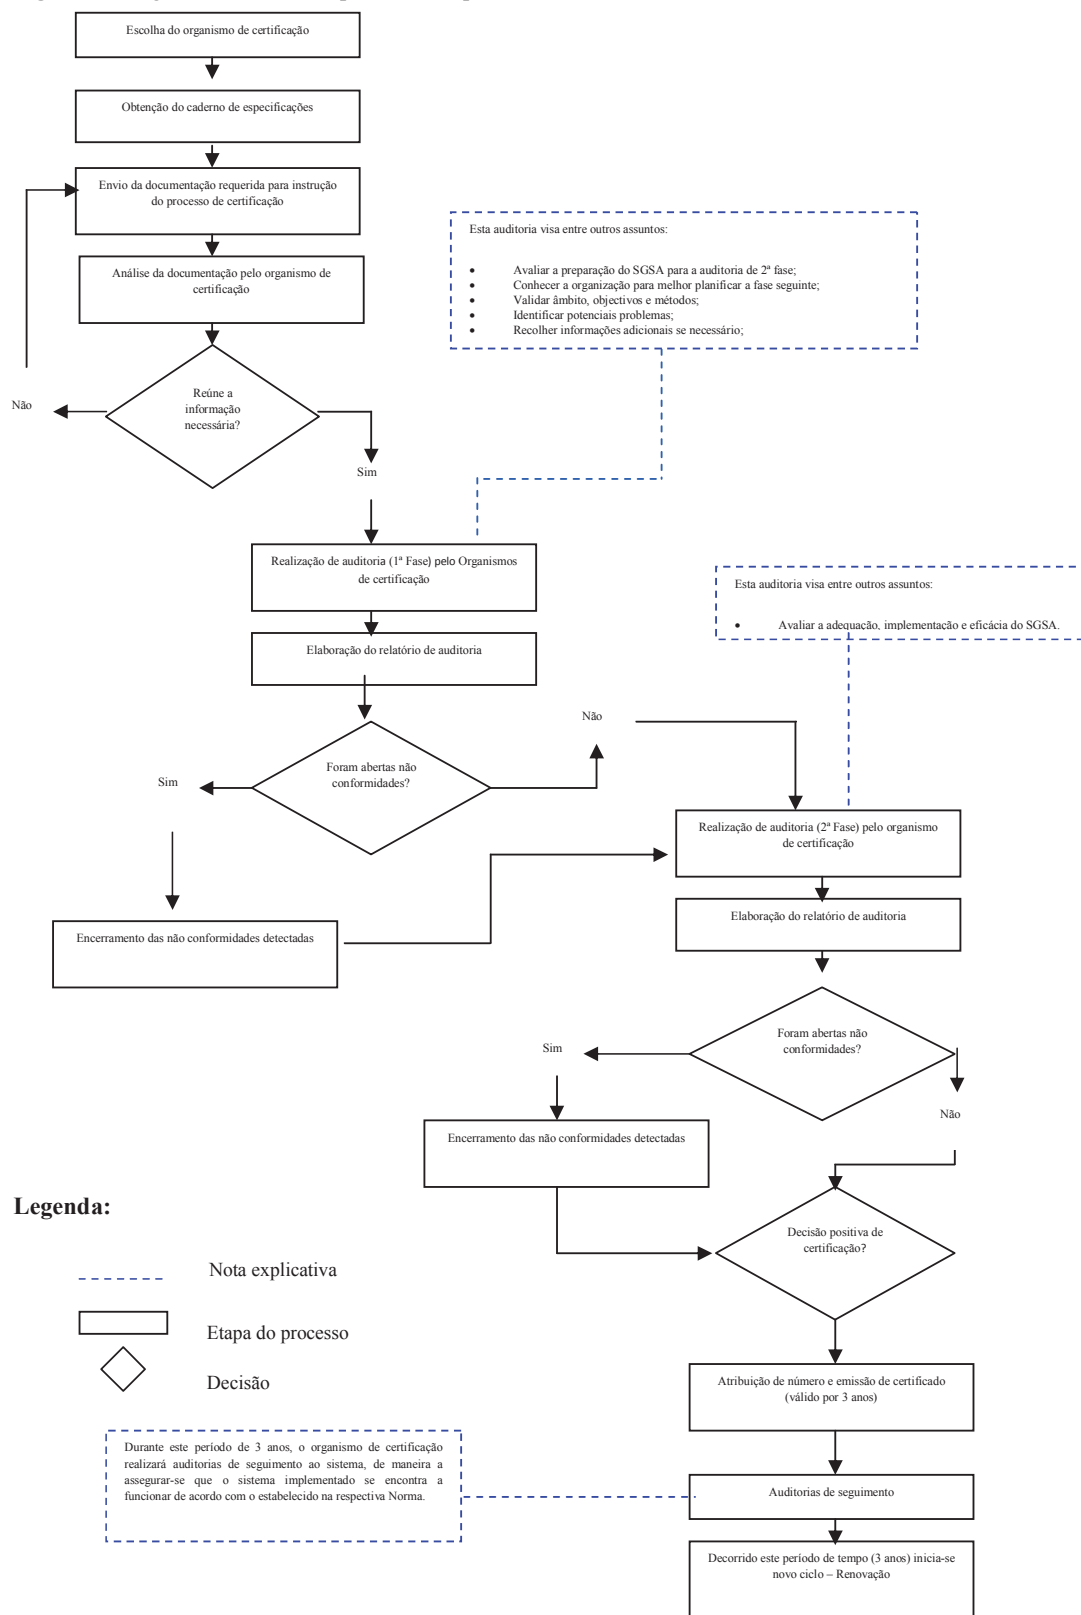 Escolha do organismo de certificação
Obtenção do caderno de especificações
Envio da documentação requerida para instrução
do processo de certificação
Análise da documentação pelo organismo de
certificação
Esta auditoria visa entre outros assuntos:
• Avaliar a preparação do SGSA para a auditoria de 2ª fase;
• Conhecer a organização para melhor planificar a fase seguinte;
• Validar âmbito, objectivos e métodos;
• Identificar potenciais problemas;
• Recolher informações adicionais se necessário;
Reúne a
informação
necessária?
Não
Sim
Realização de auditoria (1ª Fase) pelo Organismos
de certificação
Esta auditoria visa entre outros assuntos:
• Avaliar a adequação, implementação e eficácia do SGSA.
Elaboração do relatório de auditoria
Não
Foram abertas não
conformidades?
Sim
Realização de auditoria (2ª Fase) pelo organismo
de certificação
Elaboração do relatório de auditoria
Encerramento das não conformidades detectadas
Foram abertas não
conformidades?
Sim
Não
Encerramento das não conformidades detectadas
Decisão positiva de
certificação?
Legenda:
Nota explicativa
Etapa do processo
Decisão
Atribuição de número e emissão de certificado
(válido por 3 anos)
Durante este período de 3 anos, o organismo de certificação
realizará auditorias de seguimento ao sistema, de maneira a
assegurar-se que o sistema implementado se encontra a
funcionar de acordo com o estabelecido na respectiva Norma.
Auditorias de seguimento
Decorrido este período de tempo (3 anos) inicia-se
novo ciclo – Renovação